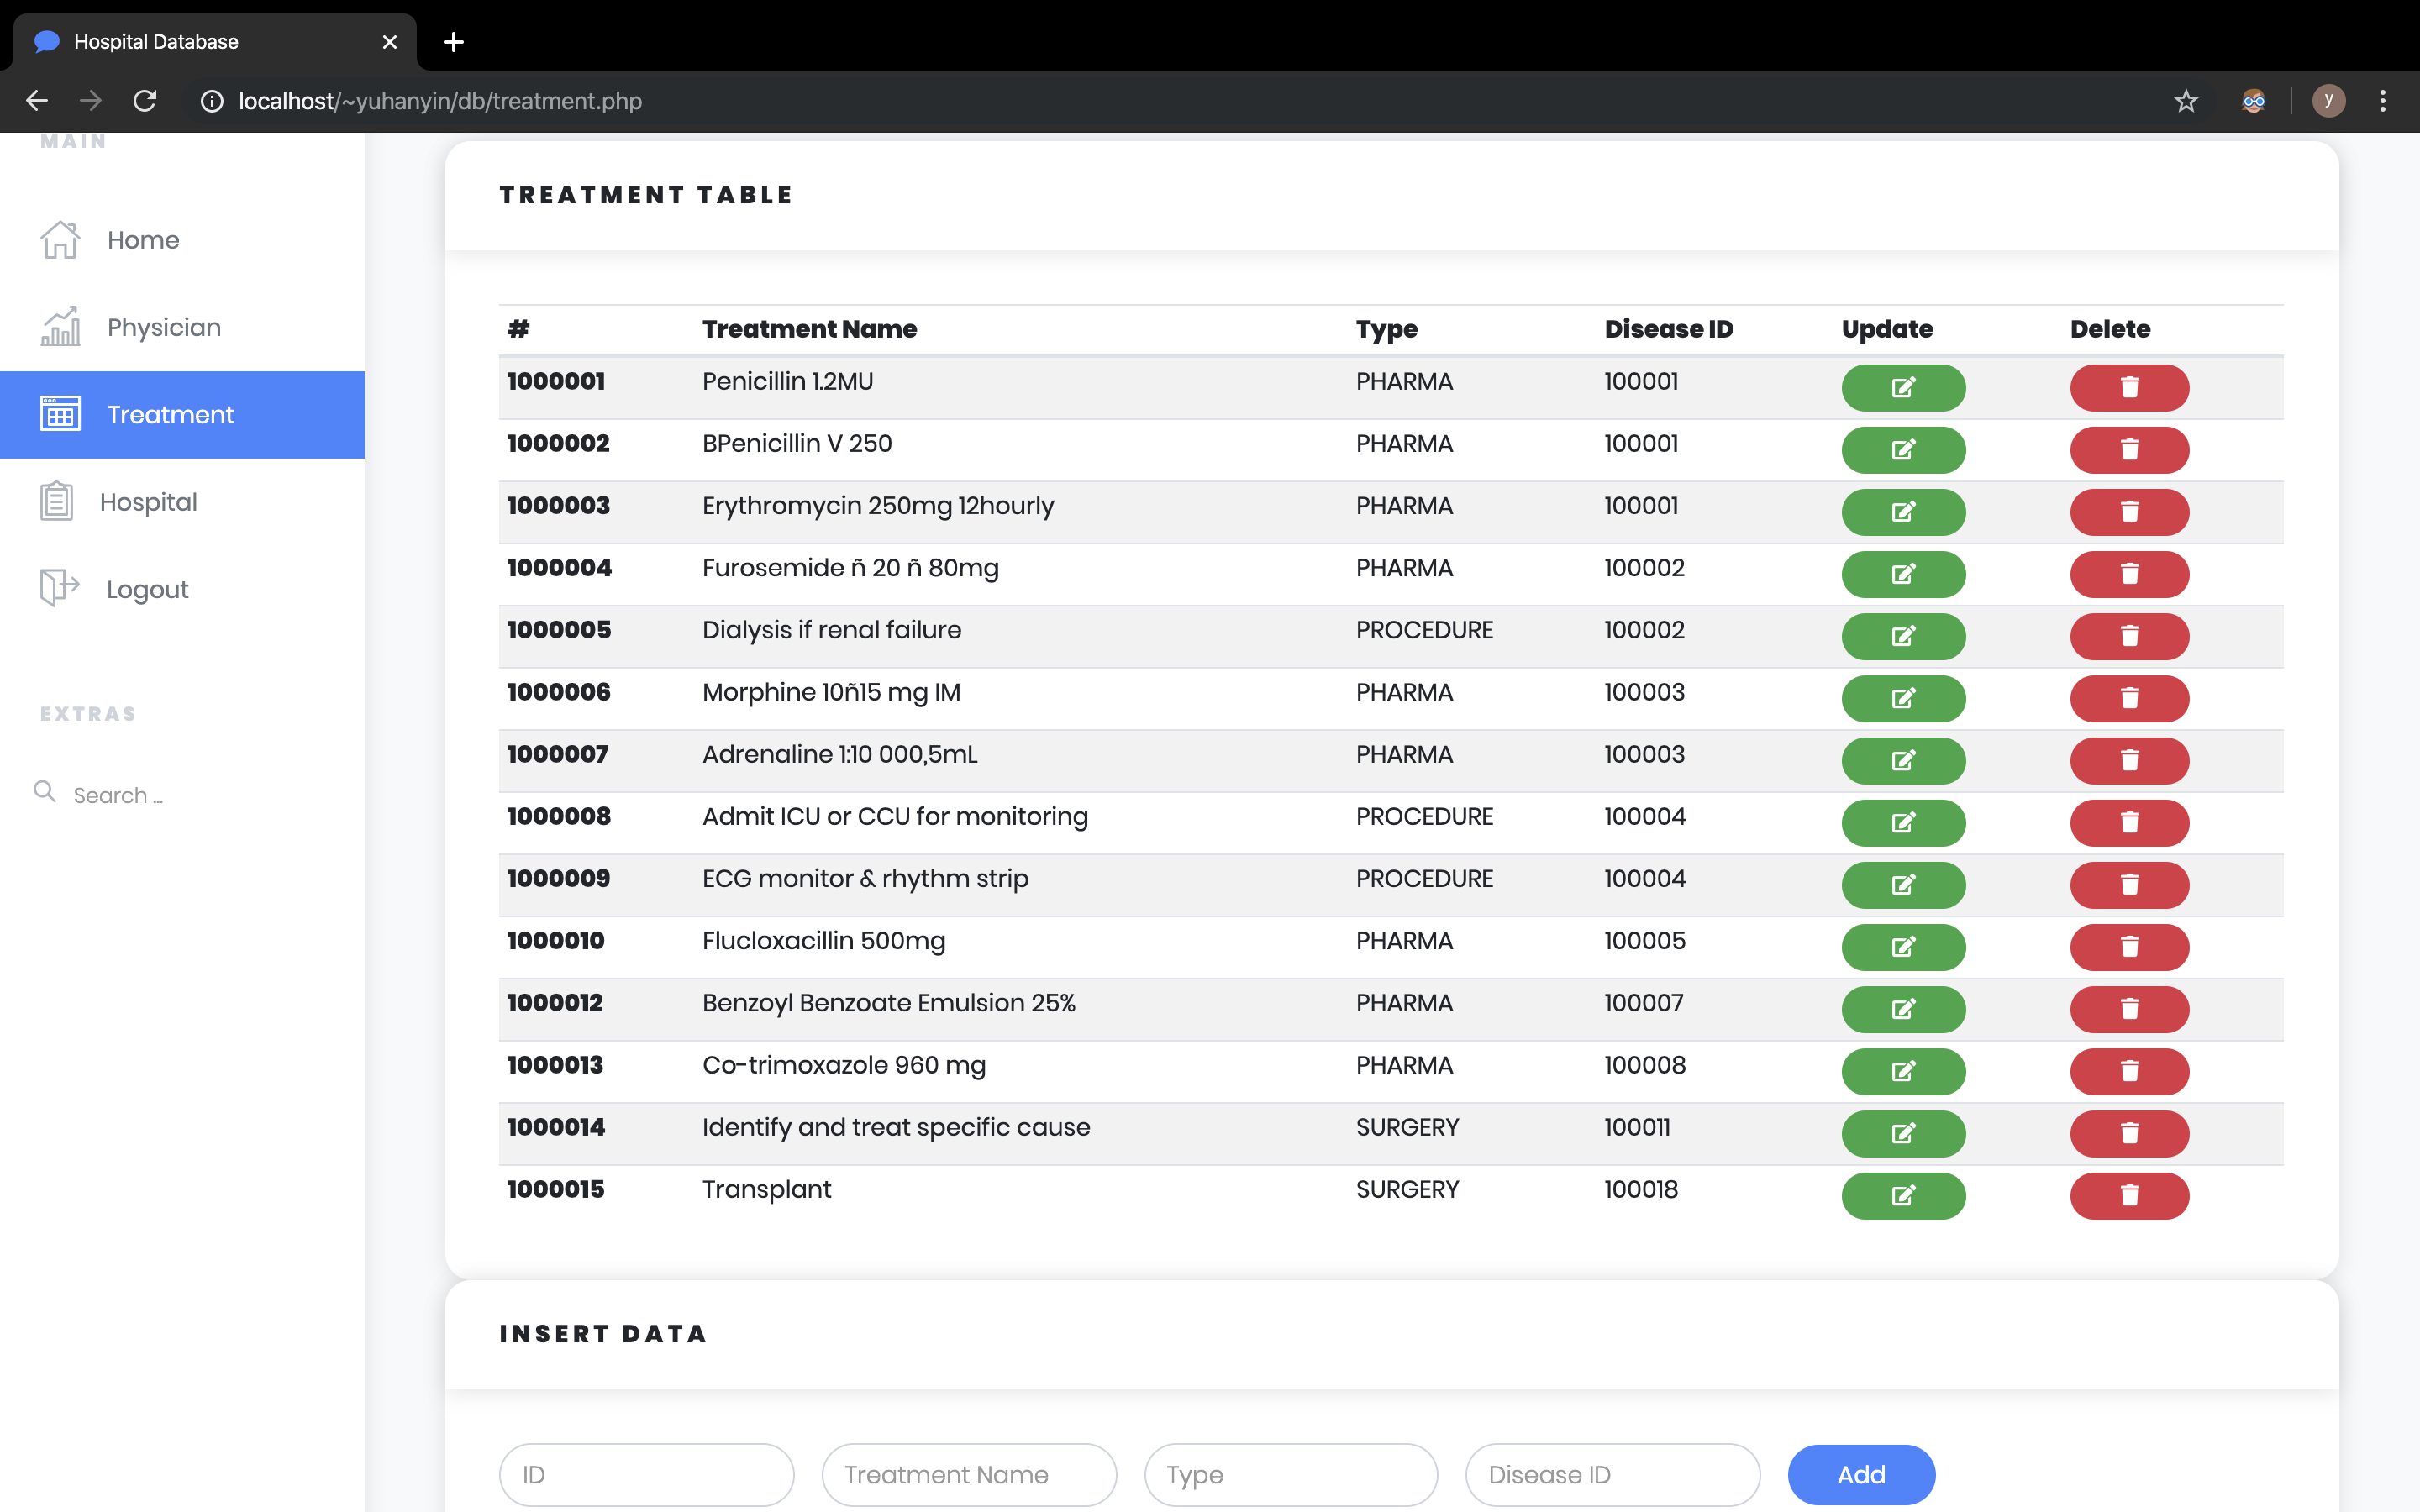 Hospital Database
localhost/~yuhanyin/db/treatment.php
y
MAIN
Home
Physician
Treatment
Hospital
Logout
EXTRAS
Search ...
TREATMENT TABLE
# Treatment Name Type Disease ID Update Delete
1000001 Penicillin 1.2MU PHARMA 100001
1000002 BPenicillin V 250 PHARMA 100001
1000003 Erythromycin 250mg 12hourly PHARMA 100001
1000004 Furosemide ñ 20 ñ 80mg PHARMA 100002
1000005 Dialysis if renal failure PROCEDURE 100002
1000006 Morphine 10ñ15 mg IM PHARMA 100003
1000007 Adrenaline 1:10 000,5mL PHARMA 100003
1000008 Admit ICU or CCU for monitoring PROCEDURE 100004
1000009 ECG monitor & rhythm strip PROCEDURE 100004
1000010 Flucloxacillin 500mg PHARMA 100005
1000012 Benzoyl Benzoate Emulsion 25% PHARMA 100007
1000013 Co-trimoxazole 960 mg PHARMA 100008
1000014 Identify and treat specific cause SURGERY 100011
1000015 Transplant SURGERY 100018
INSERT DATA
ID Treatment Name Type Disease ID Add